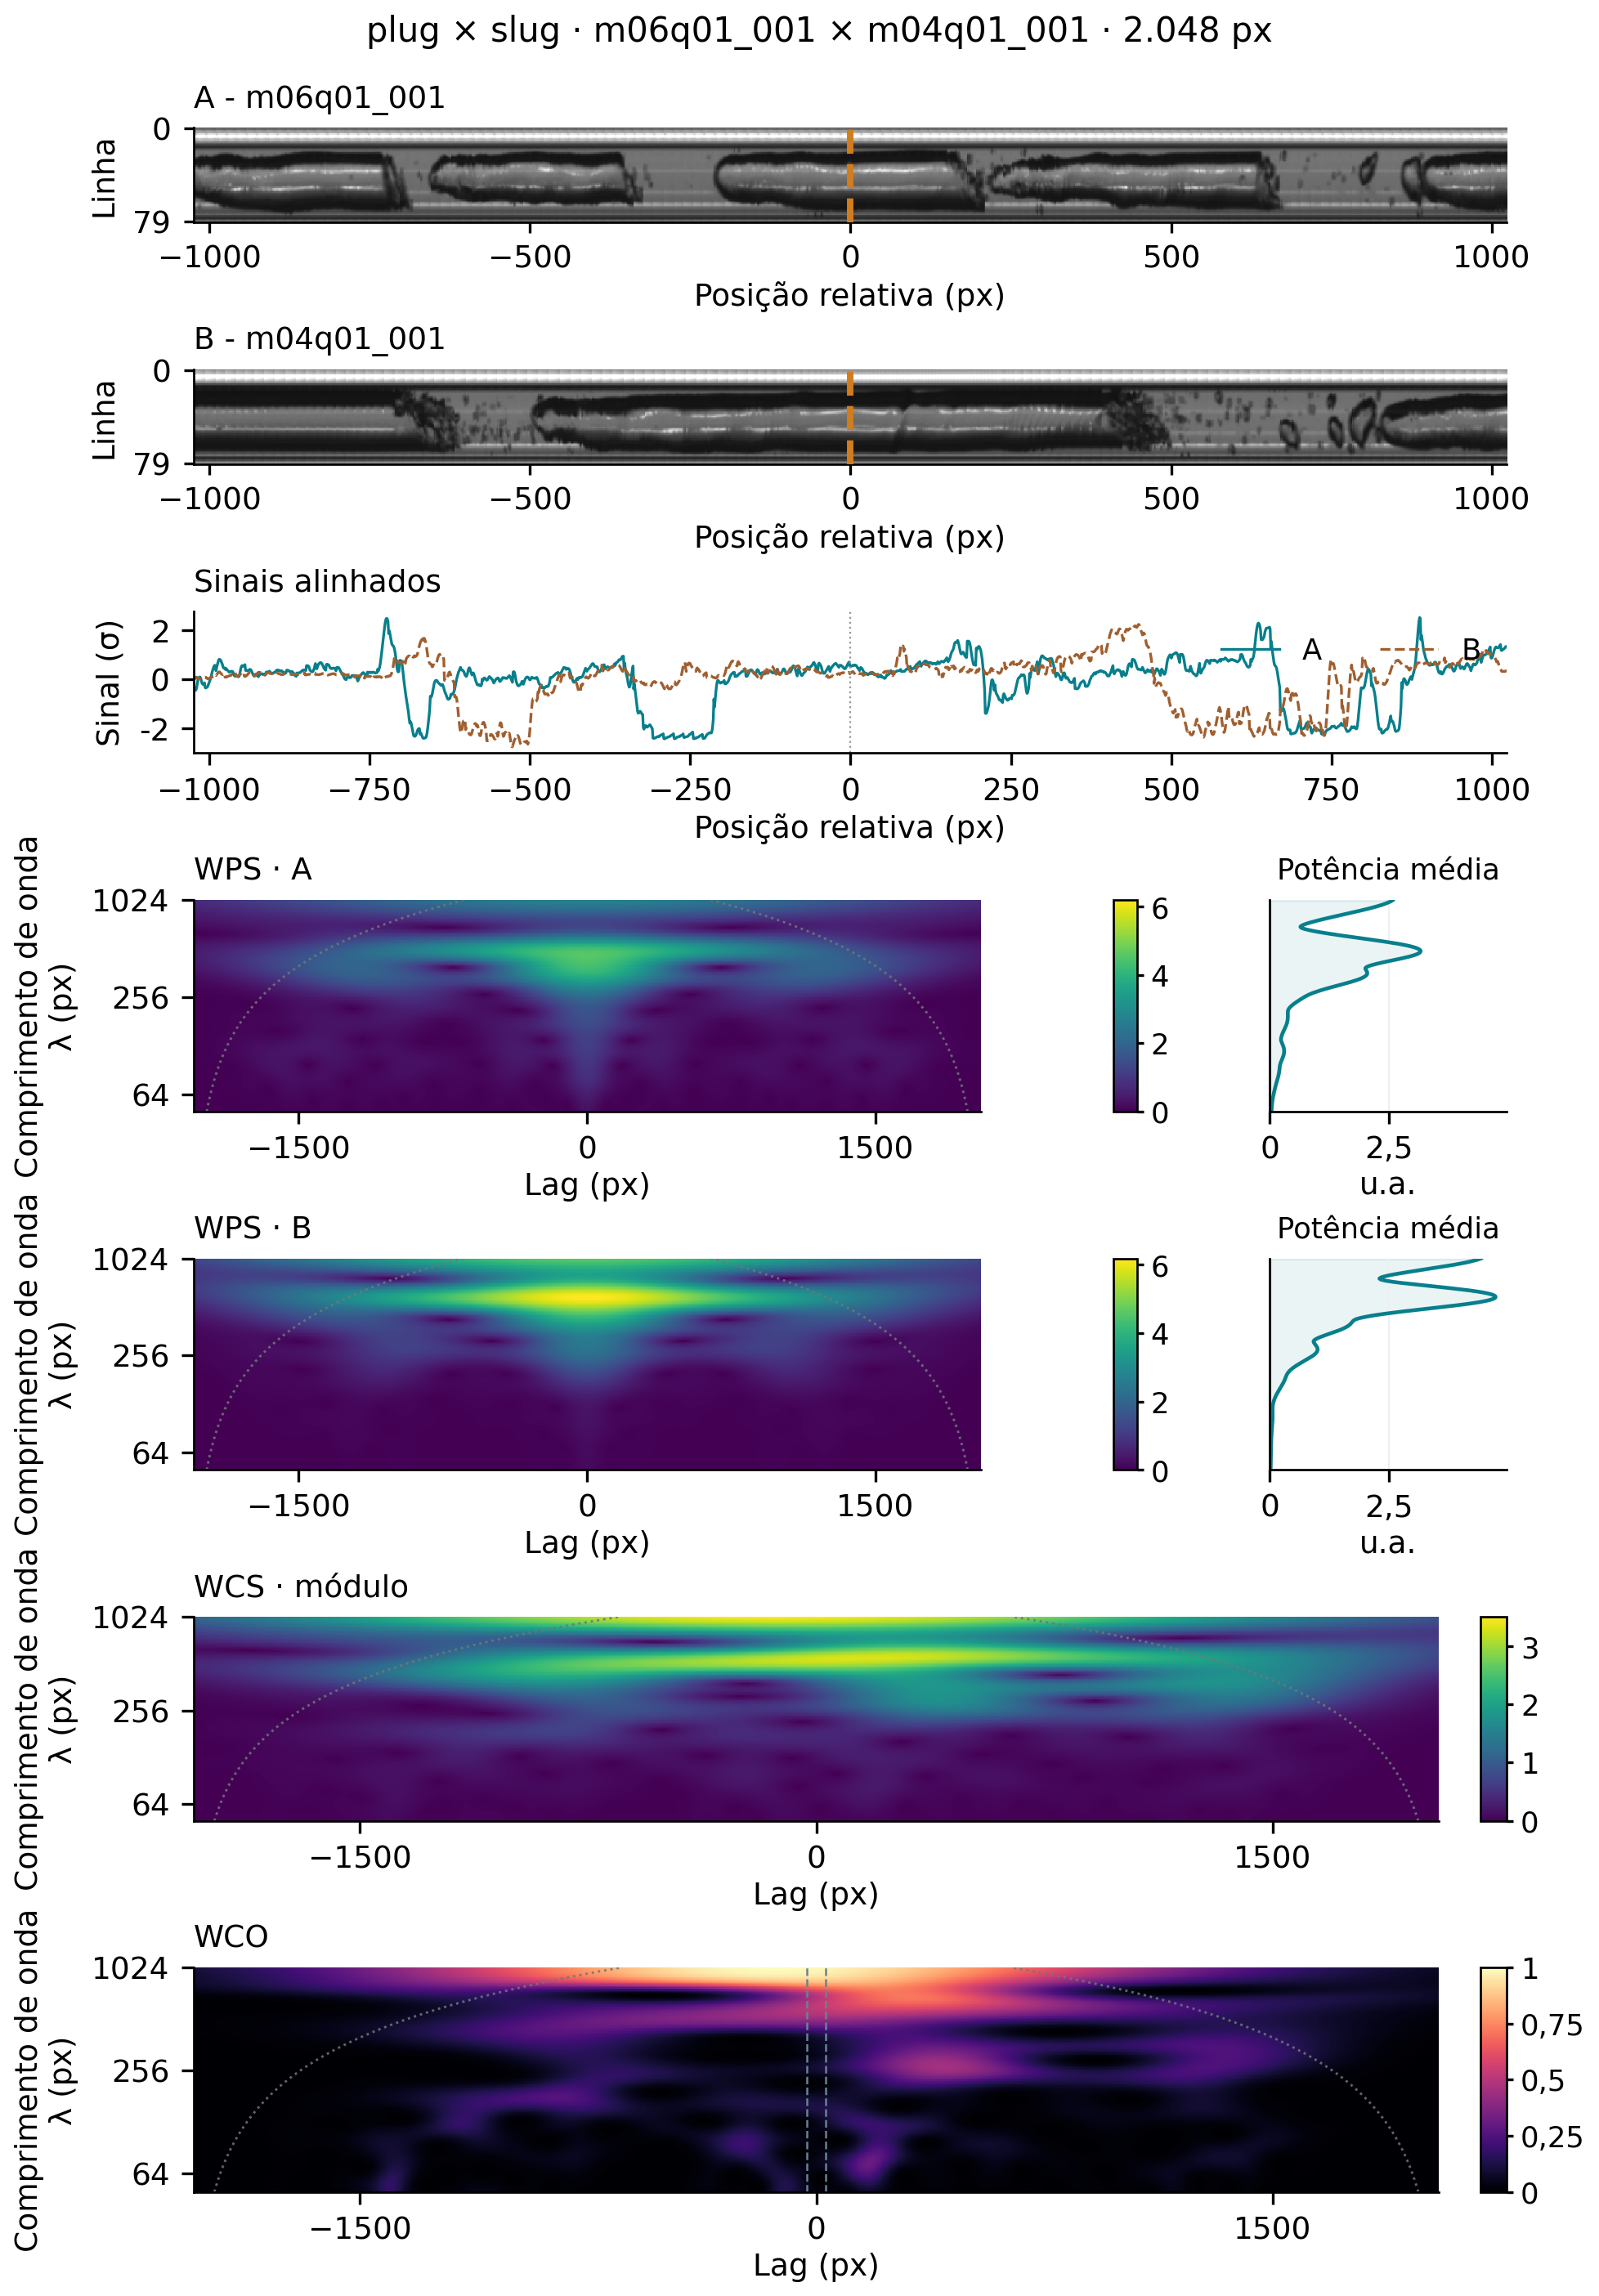 plug × slug · m06q01_001 × m04q01_001 · 2.048 px
A - m06q01_001
Linha
0
79
−1000 −500 0 500 1000
Posição relativa (px)
B - m04q01_001
Linha
0
79
−1000 −500 0 500 1000
Posição relativa (px)
Sinais alinhados
Sinal (σ)
2
0
-2
A B
−1000 −750 −500 −250 0 250 500 750 1000
Posição relativa (px)
WPS · A
Comprimento de onda
λ (px)
1024
256
64
−1500 0 1500
Lag (px)
6
4
2
0
Potência média
0 2,5
u.a.
WPS · B
Comprimento de onda
λ (px)
1024
256
64
−1500 0 1500
Lag (px)
6
4
2
0
Potência média
0 2,5
u.a.
WCS · módulo
Comprimento de onda
λ (px)
1024
256
64
−1500 0 1500
Lag (px)
3
2
1
0
WCO
Comprimento de onda
λ (px)
1024
256
64
−1500 0 1500
Lag (px)
1
0,75
0,5
0,25
0